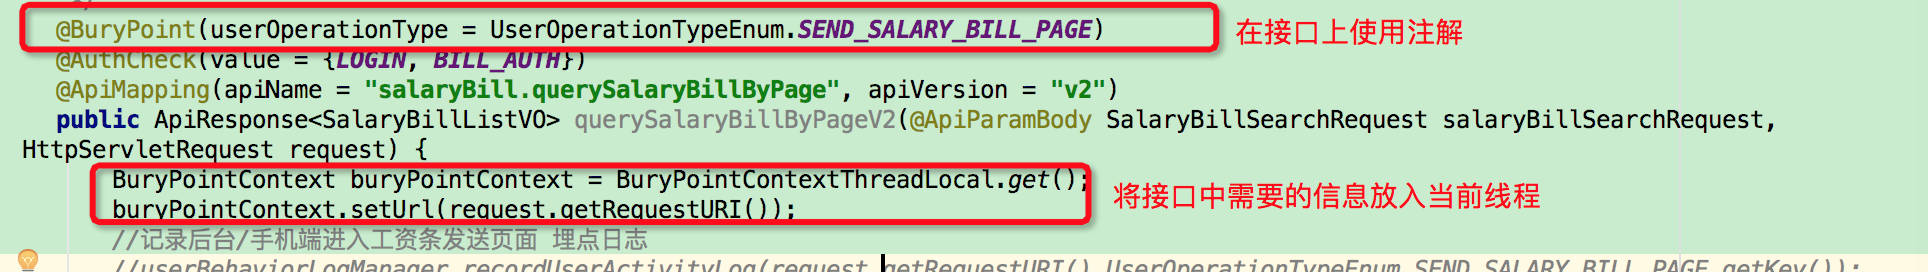 @BuryPoint(userOperationType = UserOperationTypeEnum.SEND_SALARY_BILL_PAGE)
在接口上使用注解
@AuthCheck(value = {LOGIN, BILL_AUTH})
@ApiMapping(apiName = "salaryBill.querySalaryBillByPage", apiVersion = "v2")
public ApiResponse<SalaryBillListVO> querySalaryBillByPageV2(@ApiParamBody SalaryBillSearchRequest salaryBillSearchRequest,
HttpServletRequest request) {
BuryPointContext buryPointContext = BuryPointContextThreadLocal.get();
buryPointContext.setUrl(request.getRequestURI());
将接口中需要的信息放入当前线程
//记录后台/手机端进入工资条发送页面 埋点日志
//userBehaviorLogManager.recordUserActivityLog(request.getRequestURI(),UserOperationTypeEnum.SEND_SALARY_BILL_PAGE.getKey());